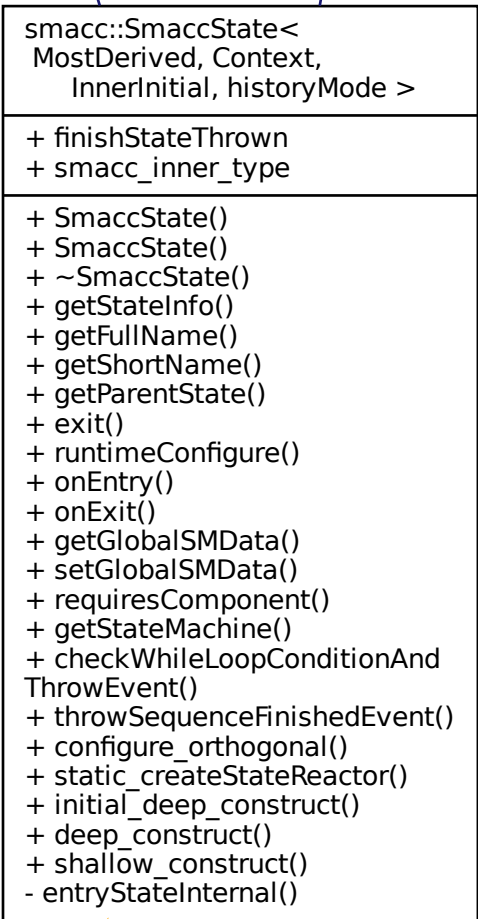 smacc::SmaccState<
MostDerived, Context,
InnerInitial, historyMode >
+ finishStateThrown
+ smacc_inner_type
+ SmaccState()
+ SmaccState()
+ ~SmaccState()
+ getStateInfo()
+ getFullName()
+ getShortName()
+ getParentState()
+ exit()
+ runtimeConfigure()
+ onEntry()
+ onExit()
+ getGlobalSMData()
+ setGlobalSMData()
+ requiresComponent()
+ getStateMachine()
+ checkWhileLoopConditionAnd
ThrowEvent()
+ throwSequenceFinishedEvent()
+ configure_orthogonal()
+ static_createStateReactor()
+ initial_deep_construct()
+ deep_construct()
+ shallow_construct()
- entryStateInternal()